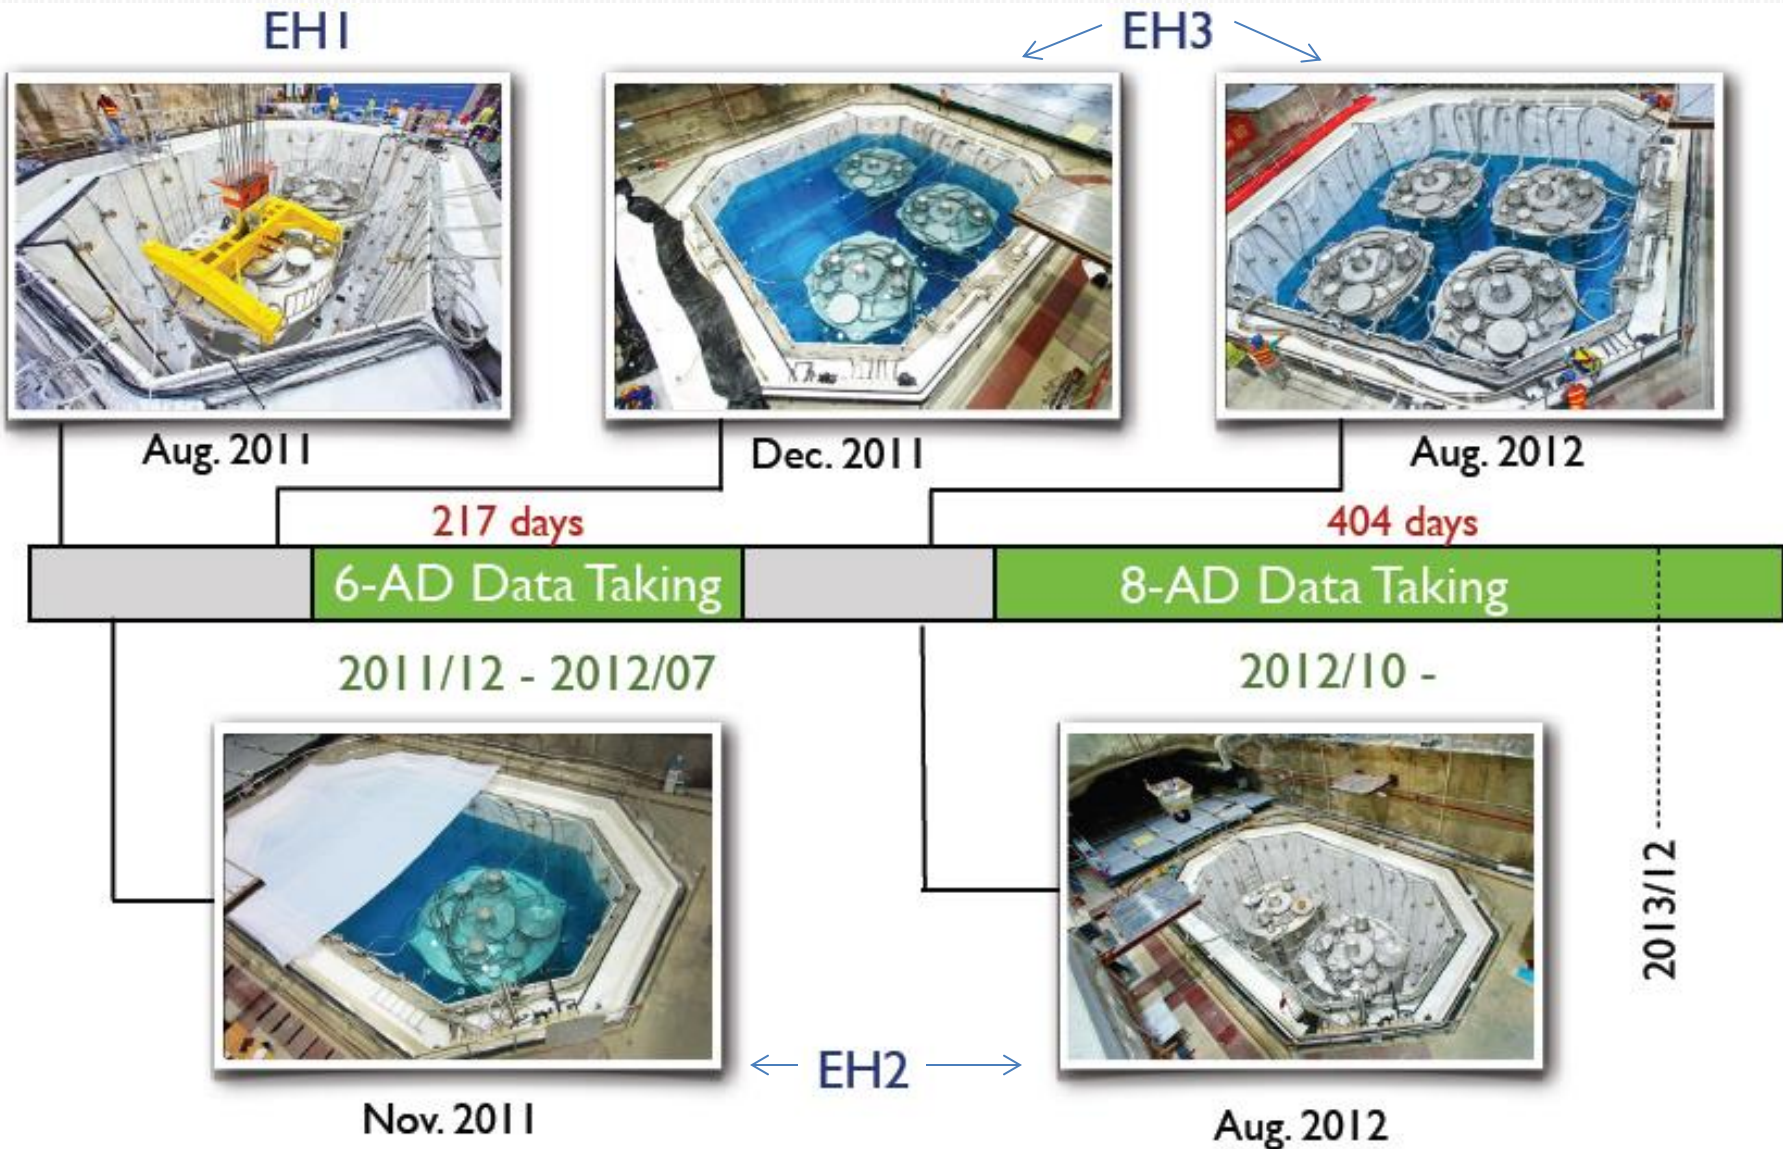 EH1
EH3
Aug. 2011
Dec. 2011
Aug. 2012
217 days
404 days
6-AD Data Taking
8-AD Data Taking
2011/12 - 2012/07
2012/10 -
2013/12
EH2
Nov. 2011
Aug. 2012